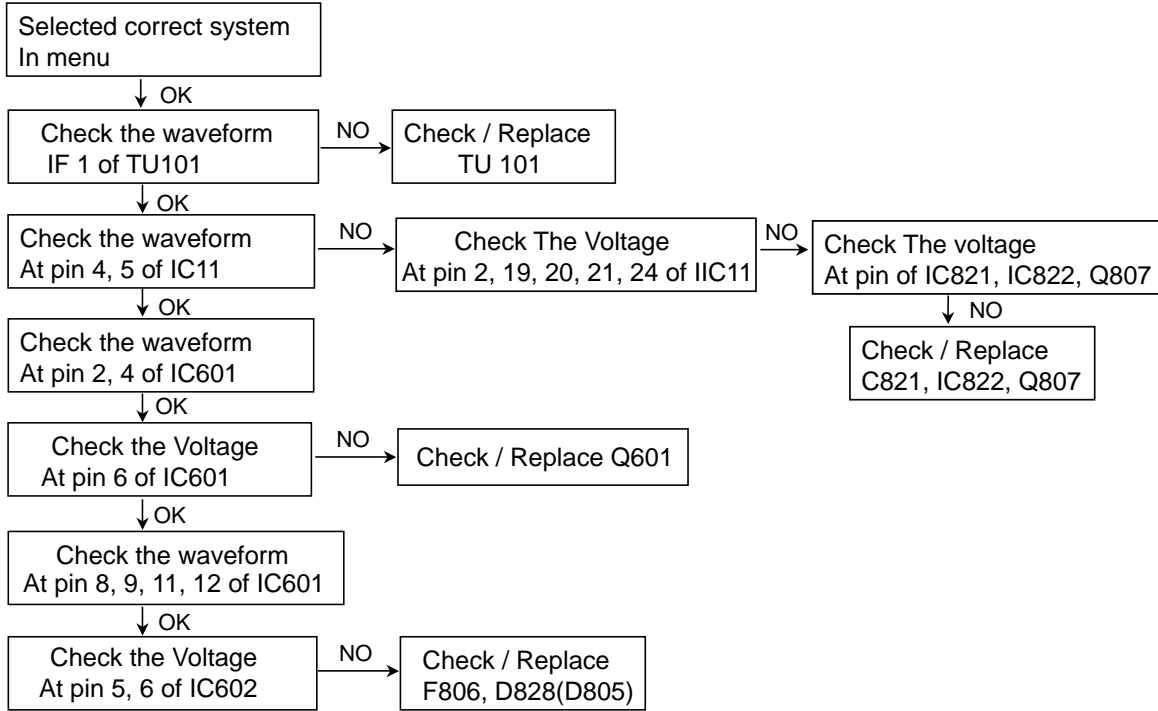 Selected correct system
In menu
OK
Check the waveform
IF 1 of TU101
NO
Check / Replace
TU 101
OK
Check the waveform
At pin 4, 5 of IC11
NO
Check The Voltage
At pin 2, 19, 20, 21, 24 of IIC11
NO
Check The voltage
At pin of IC821, IC822, Q807
NO
Check / Replace
C821, IC822, Q807
OK
Check the waveform
At pin 2, 4 of IC601
OK
Check the Voltage
At pin 6 of IC601
NO
Check / Replace Q601
OK
Check the waveform
At pin 8, 9, 11, 12 of IC601
OK
Check the Voltage
At pin 5, 6 of IC602
NO
Check / Replace
F806, D828(D805)